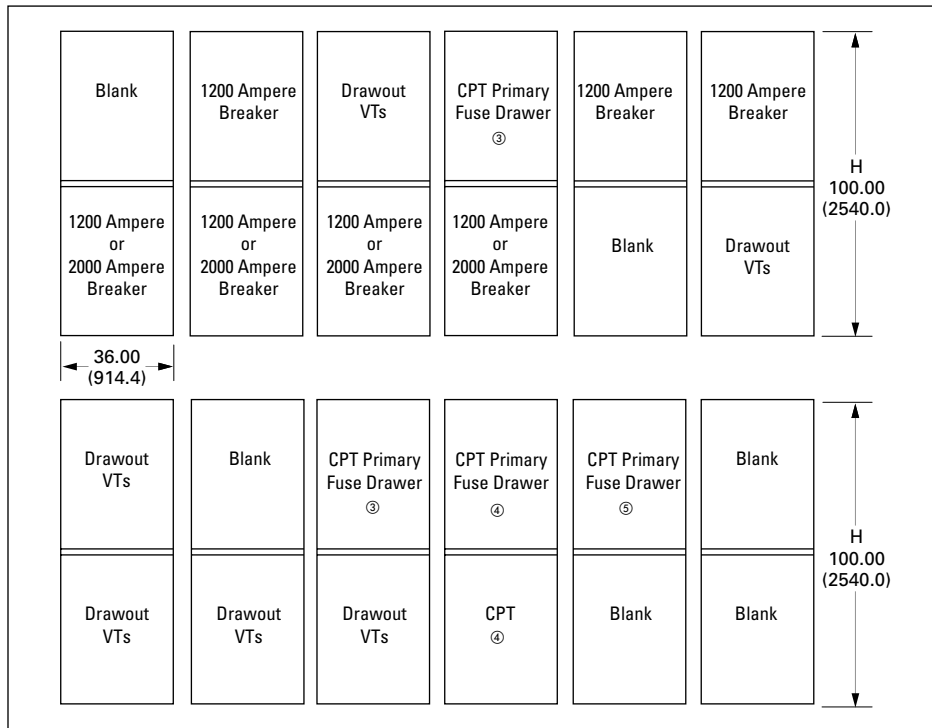 Blank
1200 Ampere
Breaker
Drawout
VTs
CPT Primary
Fuse Drawer
③
1200 Ampere
Breaker
1200 Ampere
Breaker
H
100.00
(2540.0)
1200 Ampere
or
2000 Ampere
Breaker
1200 Ampere
or
2000 Ampere
Breaker
1200 Ampere
or
2000 Ampere
Breaker
1200 Ampere
or
2000 Ampere
Breaker
Blank
Drawout
VTs
36.00
(914.4)
Drawout
VTs
Blank
CPT Primary
Fuse Drawer
③
CPT Primary
Fuse Drawer
④
CPT Primary
Fuse Drawer
⑤
Blank
H
100.00
(2540.0)
Drawout
VTs
Drawout
VTs
Drawout
VTs
CPT
④
Blank
Blank